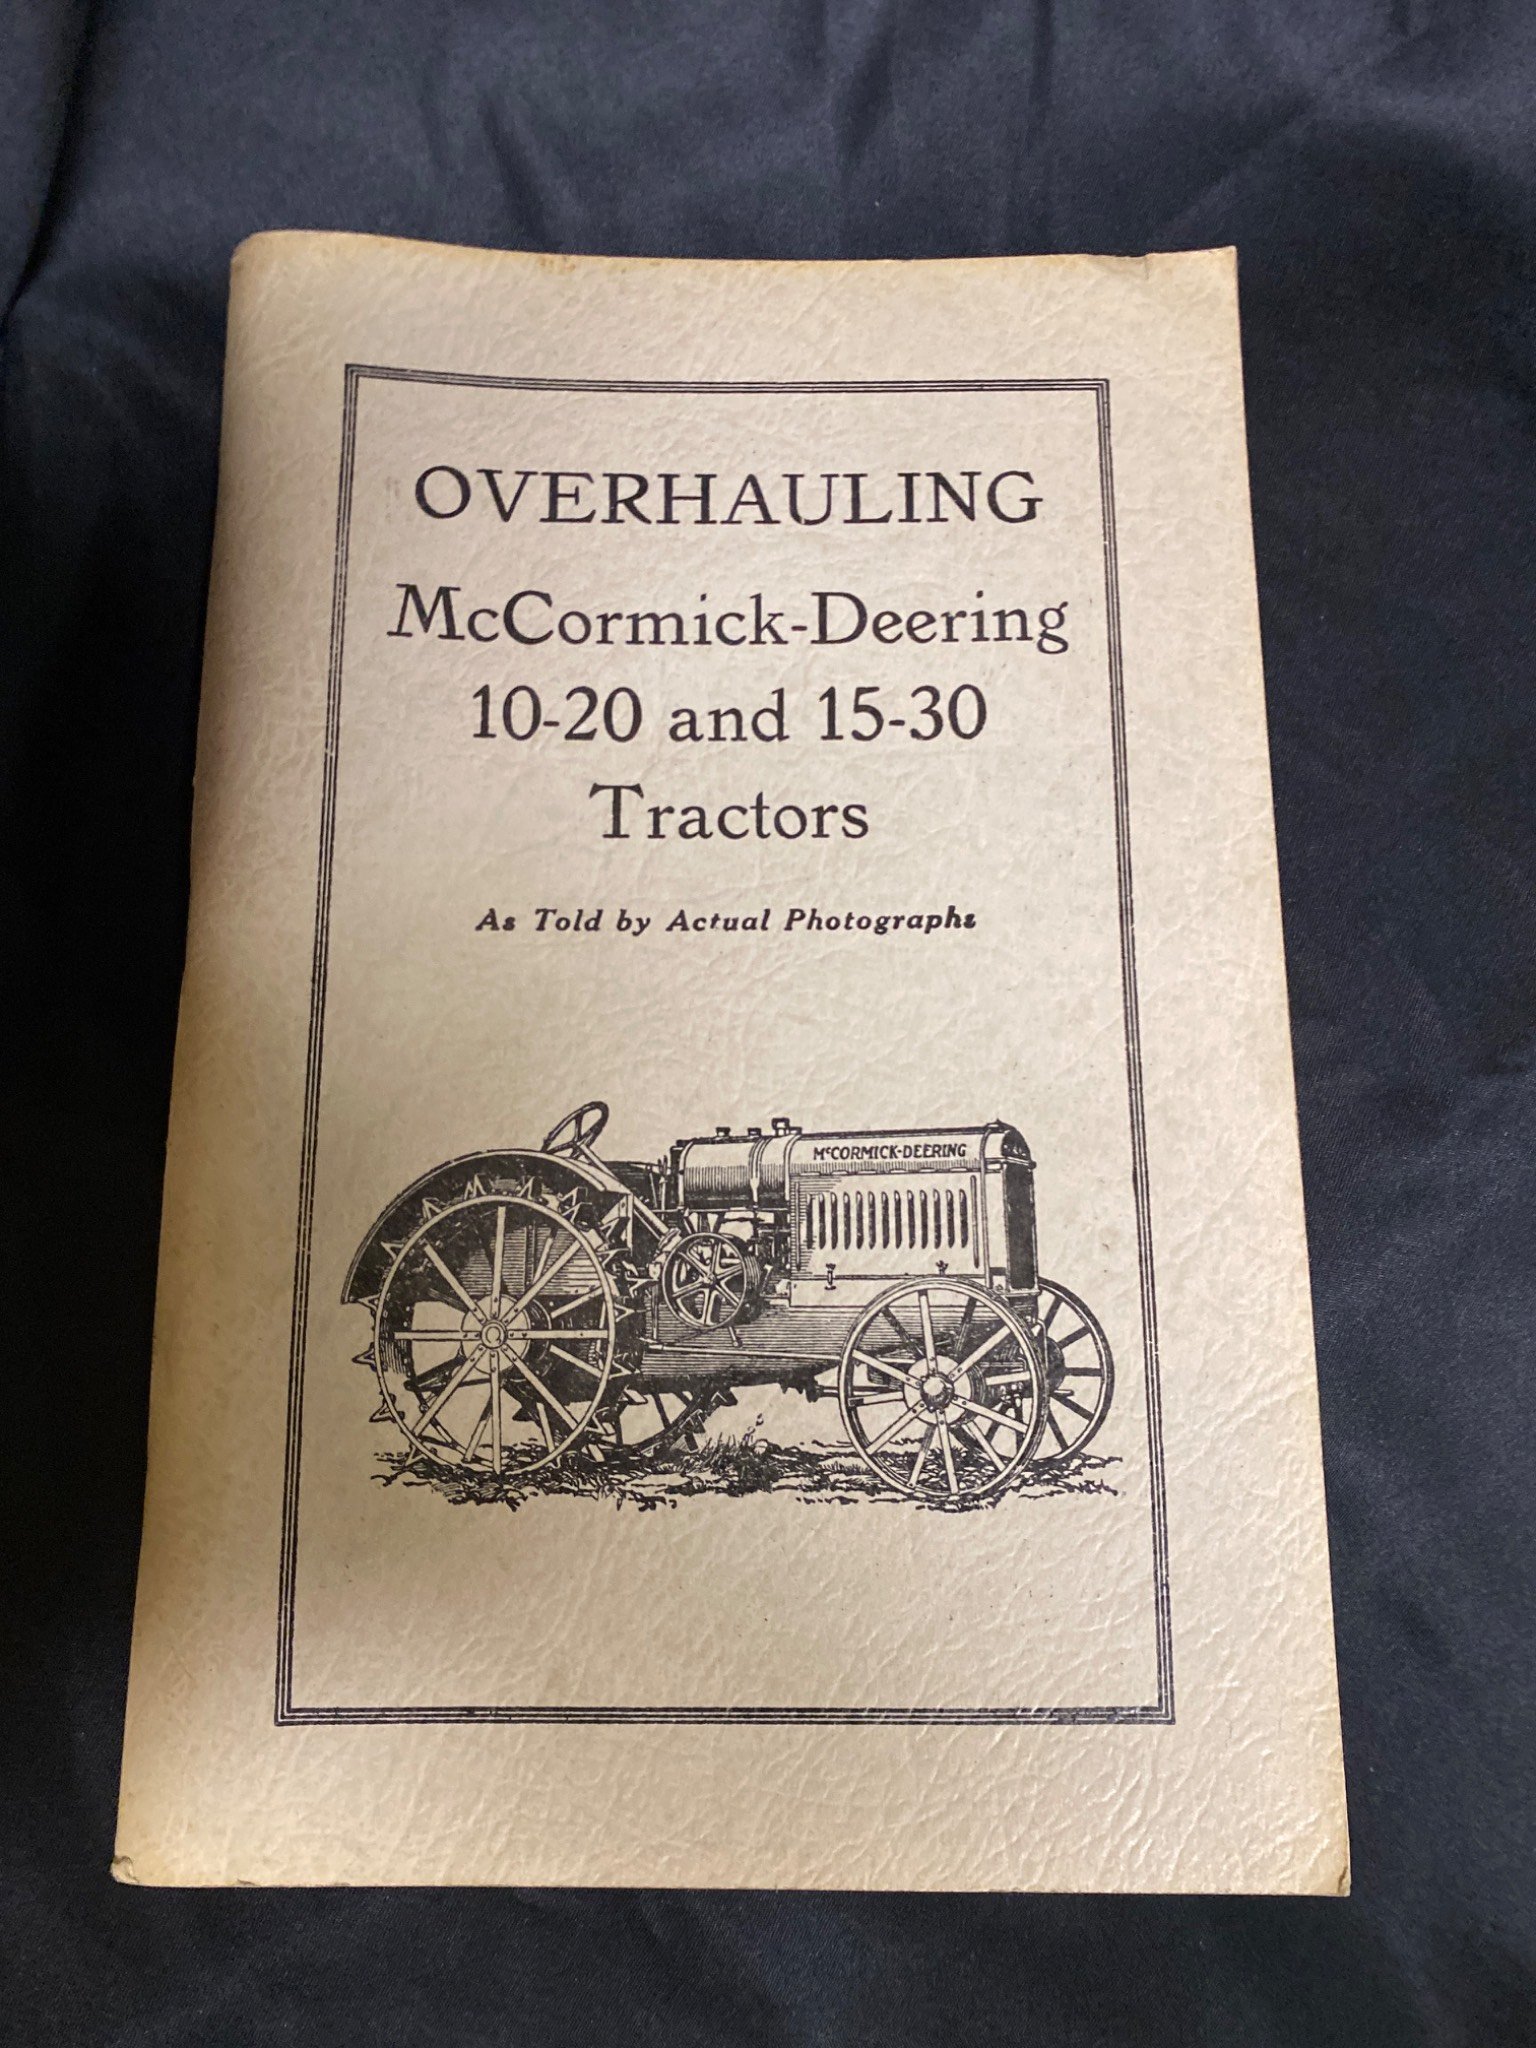 OVERHAULING
McCormick-Deering
10-20 and 15-30
Tractors
As Told by Actual Photographs
McCORMICK-DEERING